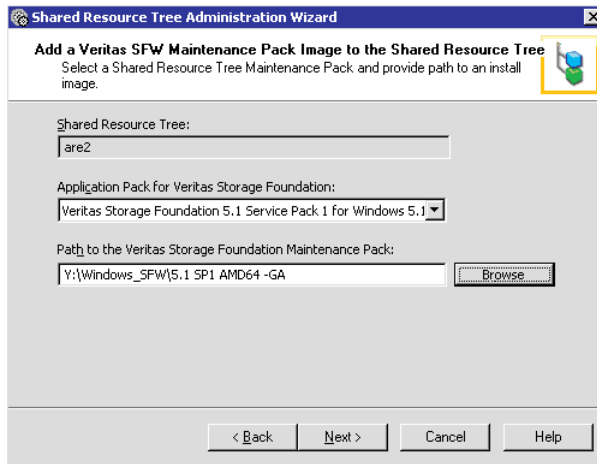 Shared Resource Tree Administration Wizard
Add a Veritas SFW Maintenance Pack Image to the Shared Resource Tree
Select a Shared Resource Tree Maintenance Pack and provide path to an install
image.
Shared Resource Tree:
are2
Application Pack for Veritas Storage Foundation:
Veritas Storage Foundation 5.1 Service Pack 1 for Windows 5.1
Path to the Veritas Storage Foundation Maintenance Pack:
Y:\Windows_SFW\5.1 SP1 AMD64 -GA
Browse
< Back
Next >
Cancel
Help